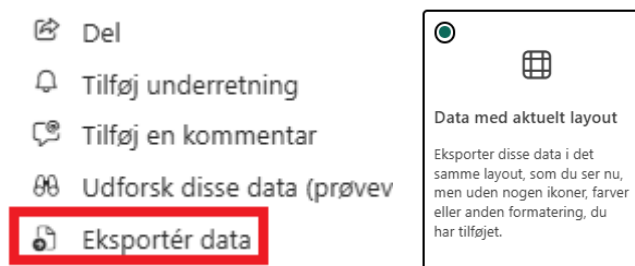 Del
Tilføj underretning
Tilføj en kommentar
Udforsk disse data (prøvev
Eksportér data
Data med aktuelt layout
Eksporter disse data i det
samme layout, som du ser nu,
men uden nogen ikoner, farver
eller anden formatering, du
har tilføjet.